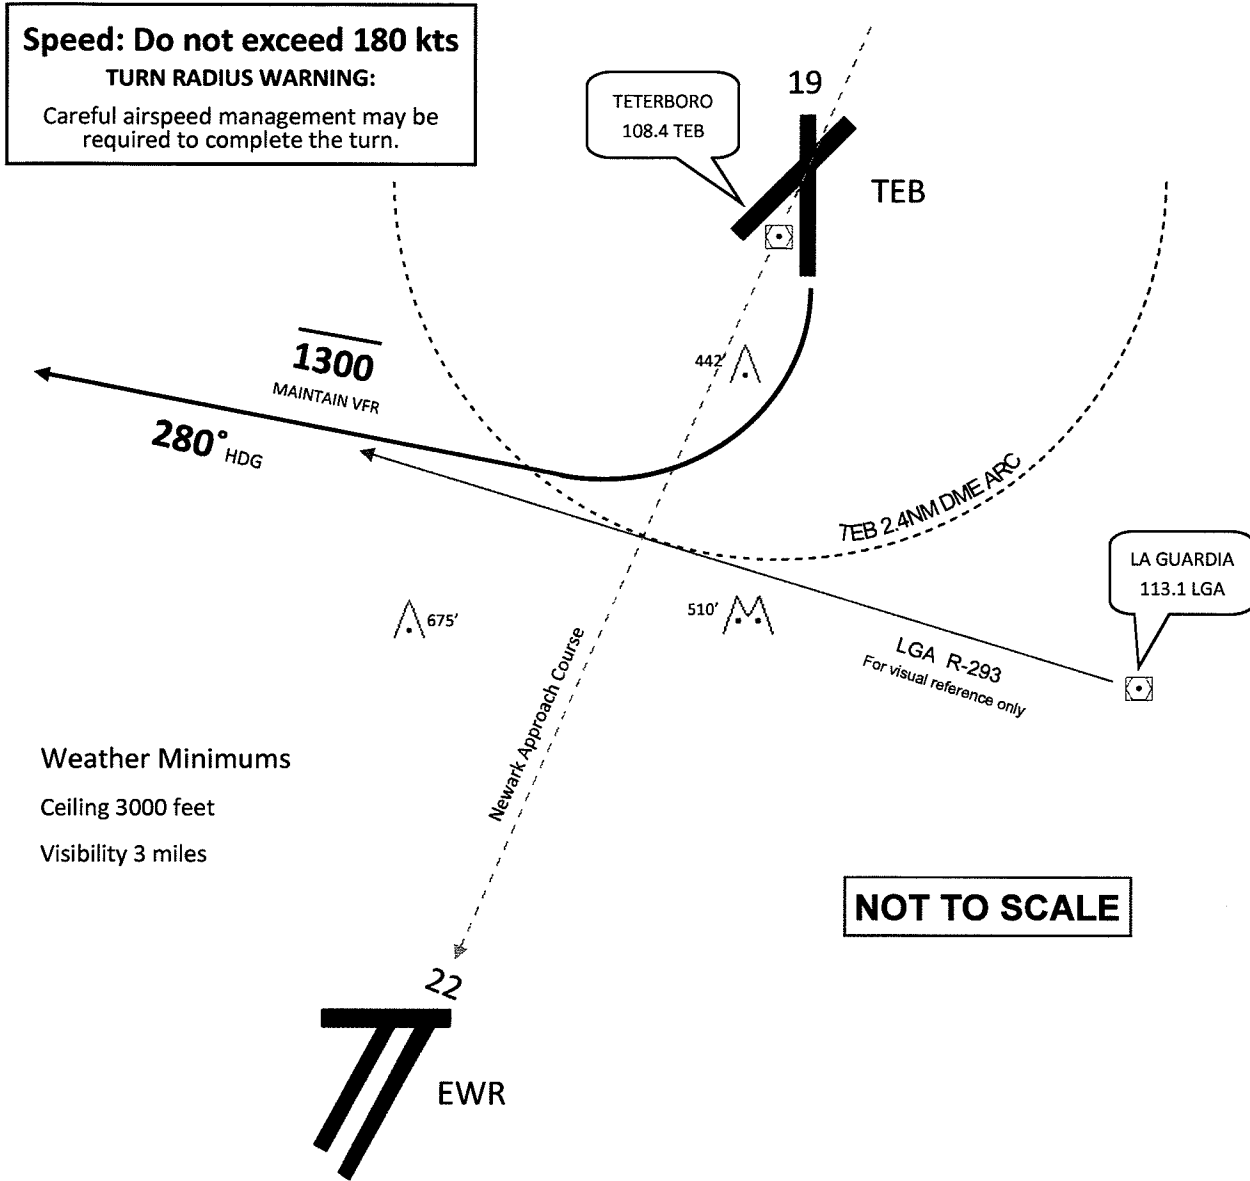 Speed: Do not exceed 180 kts
TURN RADIUS WARNING:
Careful airspeed management may be
required to complete the turn.
19
TETERBORO
108.4 TEB
TEB
442'
1300
MAINTAIN VFR
280° HDG
TEB 2.4NM DME ARC
LA GUARDIA
113.1 LGA
675'
510'
LGA R-293
For visual reference only
Newark Approach Course
Weather Minimums
Ceiling 3000 feet
Visibility 3 miles
NOT TO SCALE
22
EWR